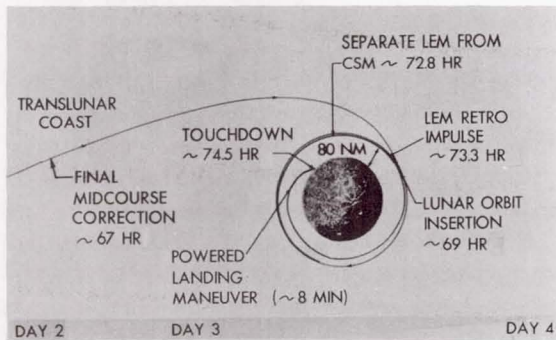 SEPARATE LEM FROM
CSM ~ 72.8 HR
TRANSLUNAR
COAST
LEM RETRO
IMPULSE
~ 73.3 HR
TOUCHDOWN
~ 74.5 HR
80 NM
FINAL
MIDCOURSE
CORRECTION
~ 67 HR
LUNAR ORBIT
INSERTION
~69 HR
POWERED
LANDING
MANEUVER (~8 MIN)
DAY 2
DAY 3
DAY 4